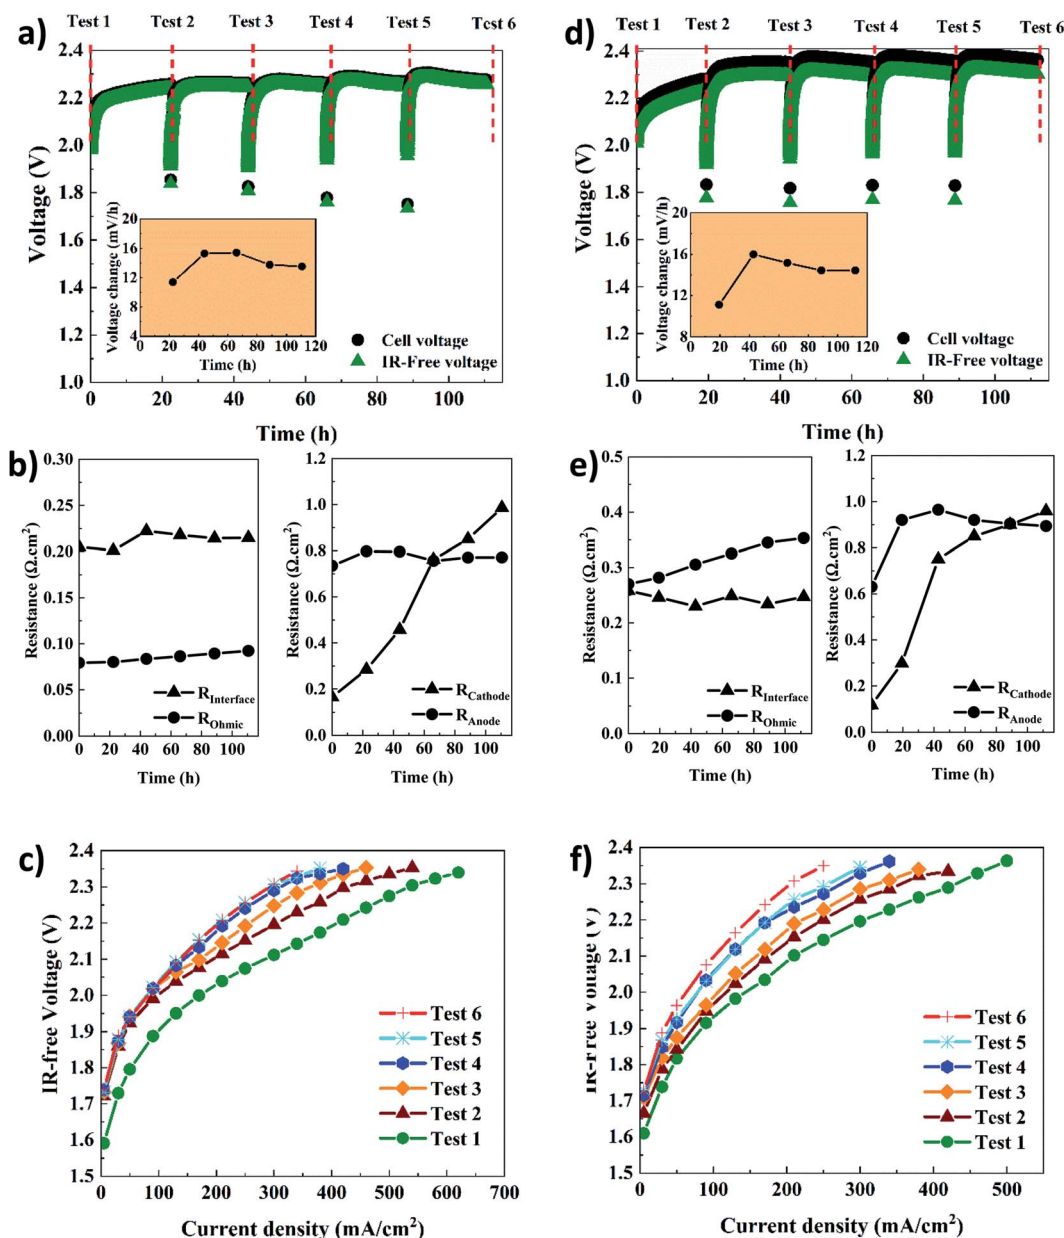 a)
Test 1 Test 2 Test 3 Test 4 Test 5 Test 6
2.4
2.2
2.0
1.8
1.6
1.4
1.2
1.0
Voltage (V)
20
16
12
8
4
Voltage change (mV/h)
0 20 40 60 80 100 120
Time (h)
Cell voltage
IR-Free voltage
0 20 40 60 80 100
Time (h)
d)
Test 1 Test 2 Test 3 Test 4 Test 5 Test 6
2.4
2.2
2.0
1.8
1.6
1.4
1.2
1.0
Voltage (V)
20
16
12
8
Voltage change (mV/h)
0 20 40 60 80 100 120
Time (h)
Cell voltage
IR-Free voltage
0 20 40 60 80 100
Time (h)
b)
0.30
0.25
0.20
0.15
0.10
0.05
0.00
Resistance (Ω.cm²)
R Interface
R Ohmic
0 20 40 60 80 100
Time (h)
1.2
1.0
0.8
0.6
0.4
0.2
0.0
Resistance (Ω.cm²)
R Cathode
R Anode
0 20 40 60 80 100
Time (h)
e)
0.5
0.4
0.3
0.2
0.1
0.0
Resistance (Ω.cm²)
R Interface
R Ohmic
0 20 40 60 80 100
Time (h)
1.2
1.0
0.8
0.6
0.4
0.2
0.0
Resistance (Ω.cm²)
R Cathode
R Anode
0 20 40 60 80 100
Time (h)
c)
2.4
2.3
2.2
2.1
2.0
1.9
1.8
1.7
1.6
1.5
IR-free Voltage (V)
Test 6
Test 5
Test 4
Test 3
Test 2
Test 1
0 100 200 300 400 500 600 700
Current density (mA/cm²)
f)
2.4
2.3
2.2
2.1
2.0
1.9
1.8
1.7
1.6
1.5
IR-free Voltage (V)
Test 6
Test 5
Test 4
Test 3
Test 2
Test 1
0 100 200 300 400 500
Current density (mA/cm²)